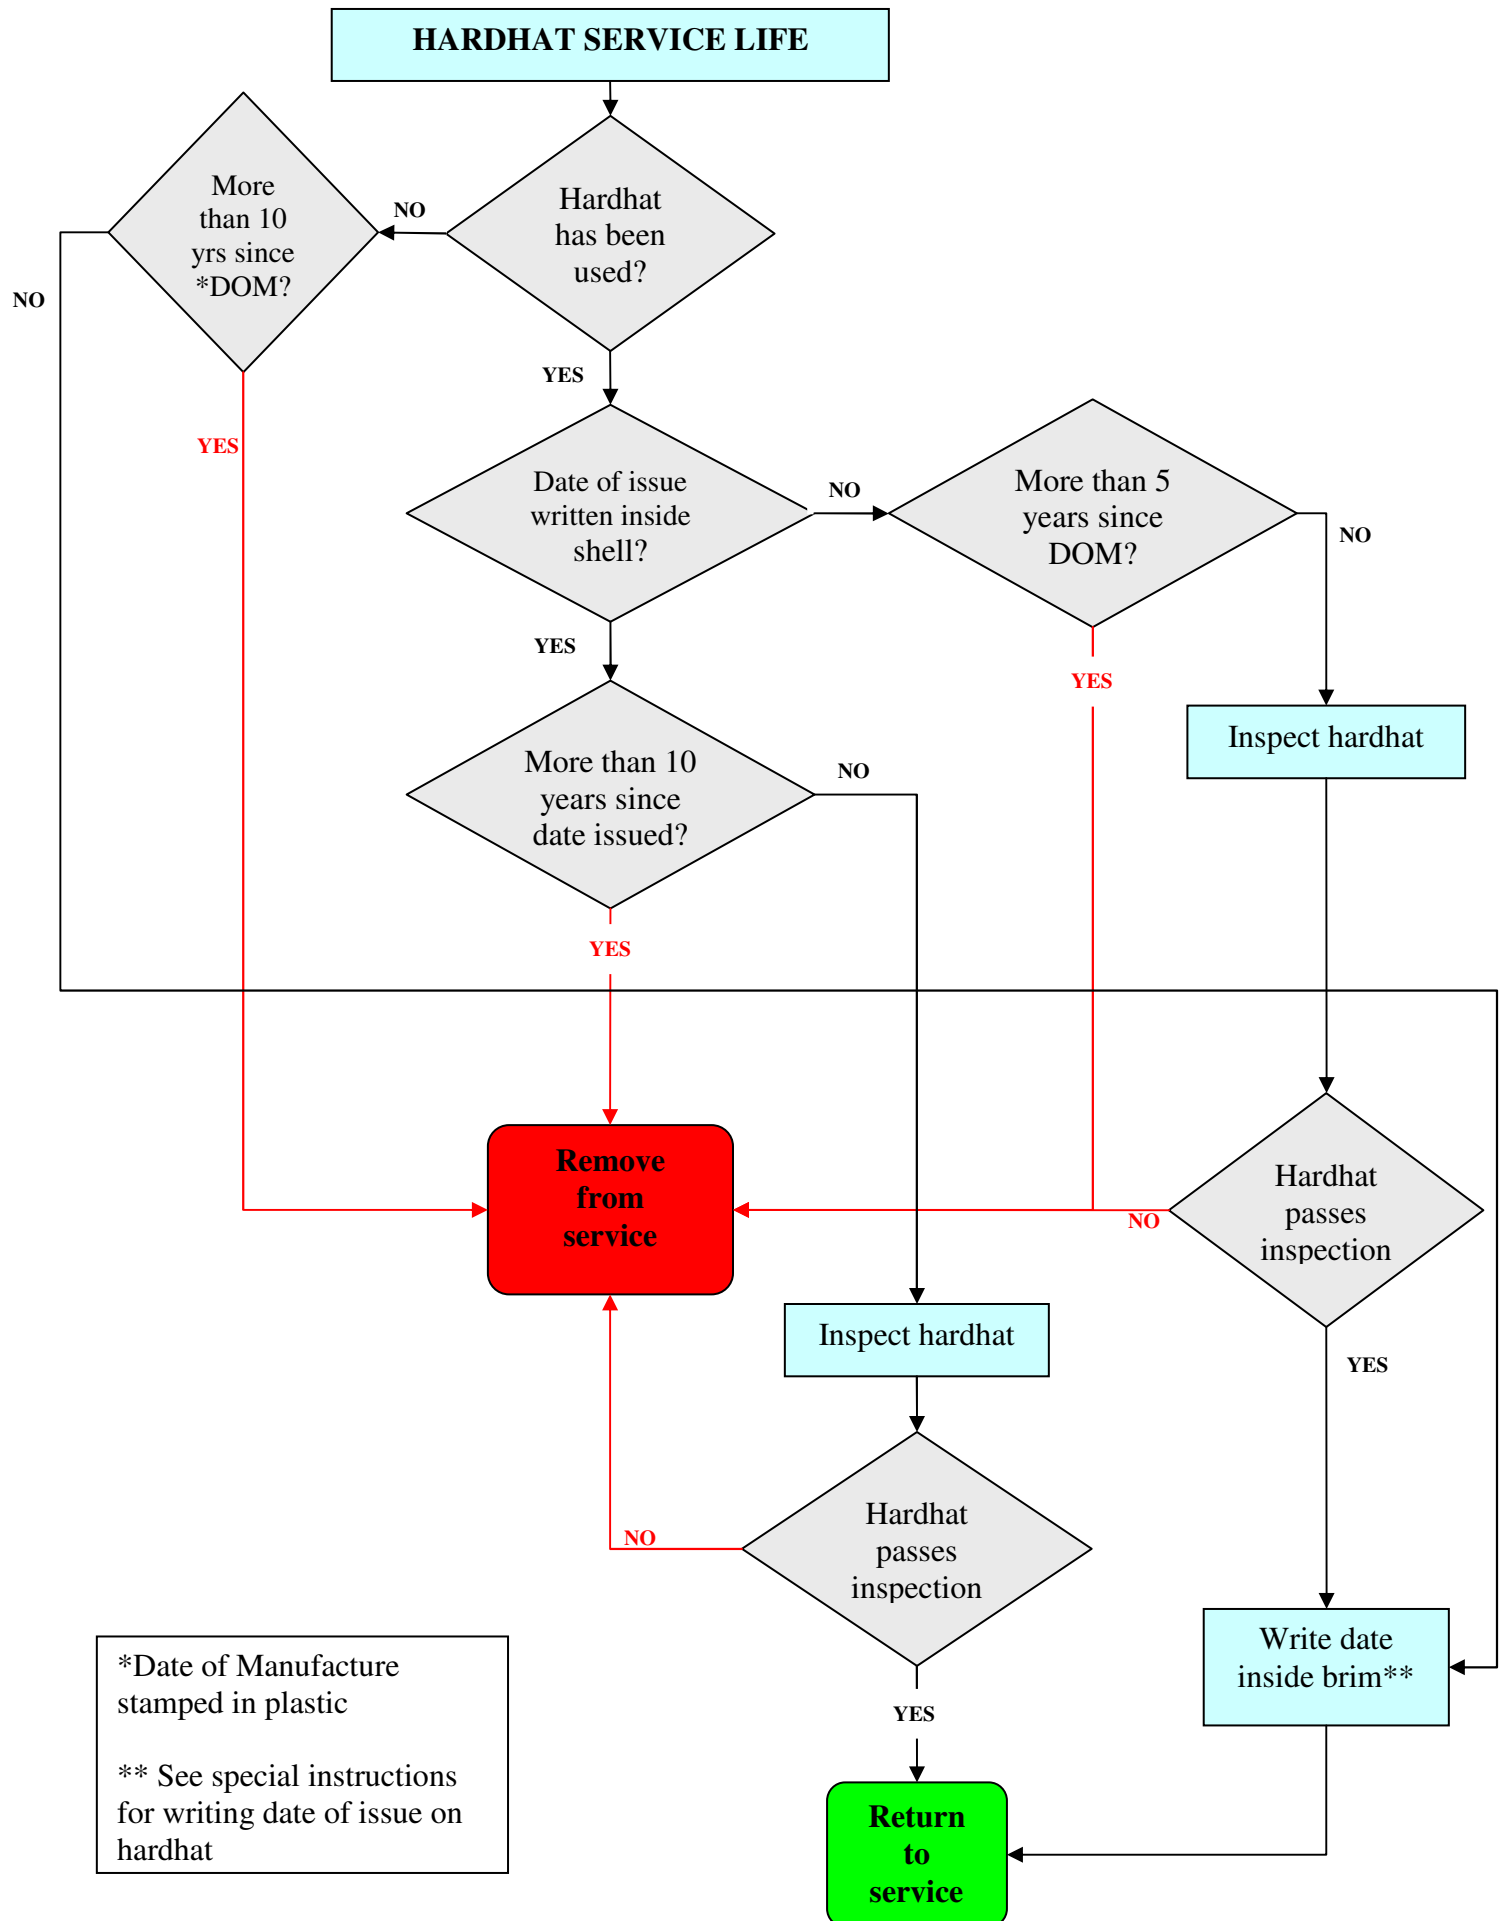 HARDHAT SERVICE LIFE
More
than 10
yrs since
*DOM?
NO
Hardhat
has been
used?
NO
YES
YES
Date of issue
written inside
shell?
NO
More than 5
years since
DOM?
NO
YES
YES
More than 10
years since
date issued?
NO
Inspect hardhat
YES
Remove
from
service
NO
Hardhat
passes
inspection
Inspect hardhat
YES
NO
Hardhat
passes
inspection
Write date
inside brim**
*Date of Manufacture
stamped in plastic
** See special instructions
for writing date of issue on
hardhat
YES
Return
to
service